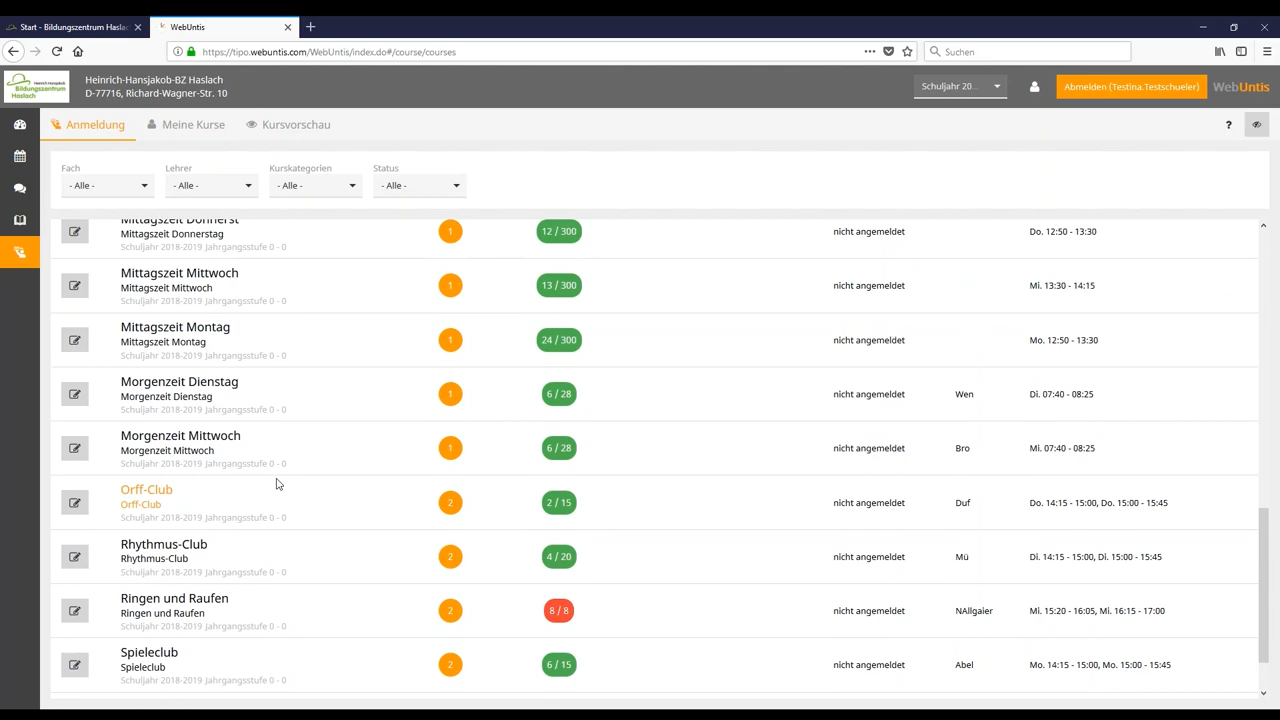 Start - Bildungszentrum Hasla
WebUntis
https://tipo.webuntis.com/WebUntis/index.do#/course/courses
Suchen
Heinrich-Hansjakob
Bildungszentrum
Haslach
Heinrich-Hansjakob-BZ Haslach
D-77716, Richard-Wagner-Str. 10
Schuljahr 20...
Abmelden (Testina.Testschueler)
WebUntis
Anmeldung
Meine Kurse
Kursvorschau
?
Fach
Lehrer
Kurskategorien
Status
- Alle -
- Alle -
- Alle -
- Alle -
Mittagszeit Donnerst
Mittagszeit Donnerstag
Schuljahr 2018-2019 Jahrgangsstufe 0 - 0
1
12 / 300
nicht angemeldet
Do. 12:50 - 13:30
Mittagszeit Mittwoch
Mittagszeit Mittwoch
Schuljahr 2018-2019 Jahrgangsstufe 0 - 0
1
13 / 300
nicht angemeldet
Mi. 13:30 - 14:15
Mittagszeit Montag
Mittagszeit Montag
Schuljahr 2018-2019 Jahrgangsstufe 0 - 0
1
24 / 300
nicht angemeldet
Mo. 12:50 - 13:30
Morgenzeit Dienstag
Morgenzeit Dienstag
Schuljahr 2018-2019 Jahrgangsstufe 0 - 0
1
6 / 28
nicht angemeldet
Wen
Di. 07:40 - 08:25
Morgenzeit Mittwoch
Morgenzeit Mittwoch
Schuljahr 2018-2019 Jahrgangsstufe 0 - 0
1
6 / 28
nicht angemeldet
Bro
Mi. 07:40 - 08:25
Orff-Club
Orff-Club
Schuljahr 2018-2019 Jahrgangsstufe 0 - 0
2
2 / 15
nicht angemeldet
Duf
Do. 14:15 - 15:00, Do. 15:00 - 15:45
Rhythmus-Club
Rhythmus-Club
Schuljahr 2018-2019 Jahrgangsstufe 0 - 0
2
4 / 20
nicht angemeldet
Mü
Di. 14:15 - 15:00, Di. 15:00 - 15:45
Ringen und Raufen
Ringen und Raufen
Schuljahr 2018-2019 Jahrgangsstufe 0 - 0
2
8 / 8
nicht angemeldet
NAllgaier
Mi. 15:20 - 16:05, Mi. 16:15 - 17:00
Spieleclub
Spieleclub
Schuljahr 2018-2019 Jahrgangsstufe 0 - 0
2
6 / 15
nicht angemeldet
Abel
Mo. 14:15 - 15:00, Mo. 15:00 - 15:45